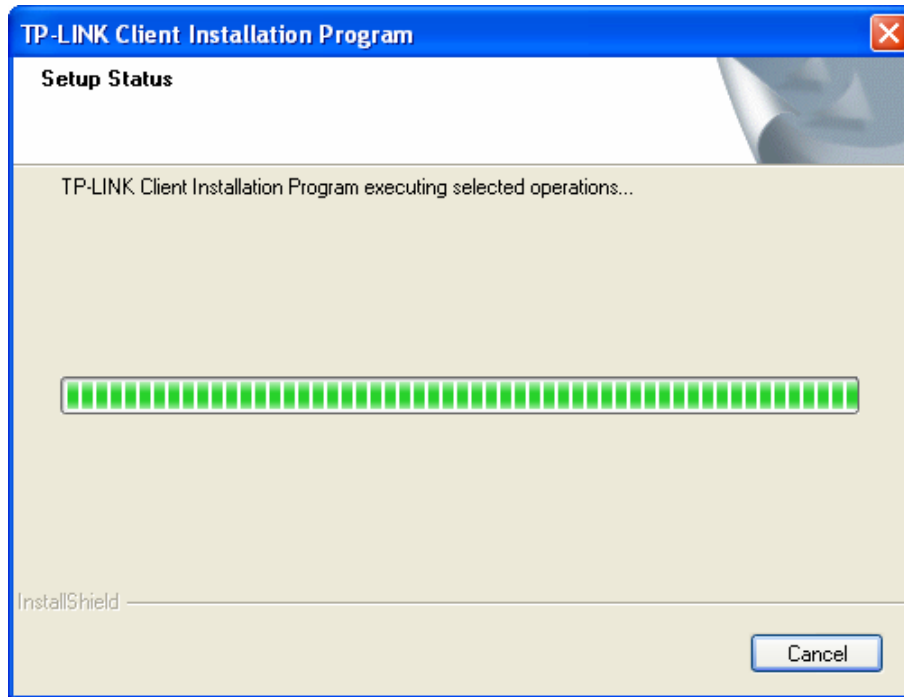 TP-LINK Client Installation Program
Setup Status
TP-LINK Client Installation Program executing selected operations...
InstallShield
Cancel